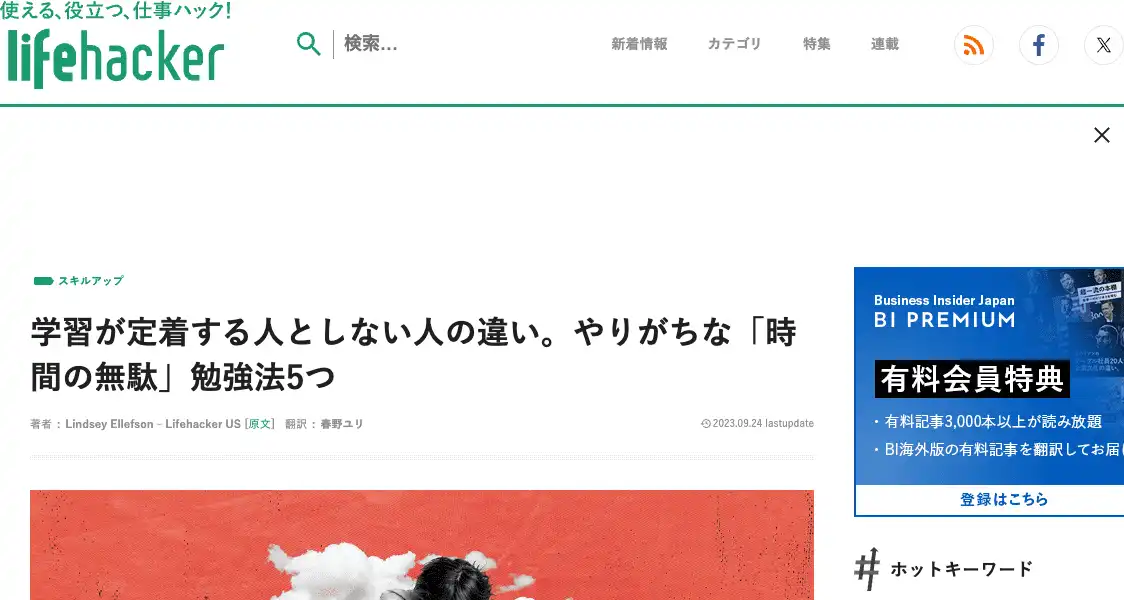 使える、役立つ、仕事ハック!
lifehacker
検索...
新着情報
カテゴリ
特集
連載
スキルアップ
学習が定着する人としない人の違い。やりがちな「時
間の無駄」勉強法5つ
著者 : Lindsey Ellefson - Lifehacker US [原文] 翻訳 : 春野ユリ
2023.09.24 lastupdate
Business Insider Japan
BI PREMIUM
有料会員特典
・有料記事3,000本以上が読み放題
・BI海外版の有料記事を翻訳してお届け
登録はこちら
# ホットキーワード